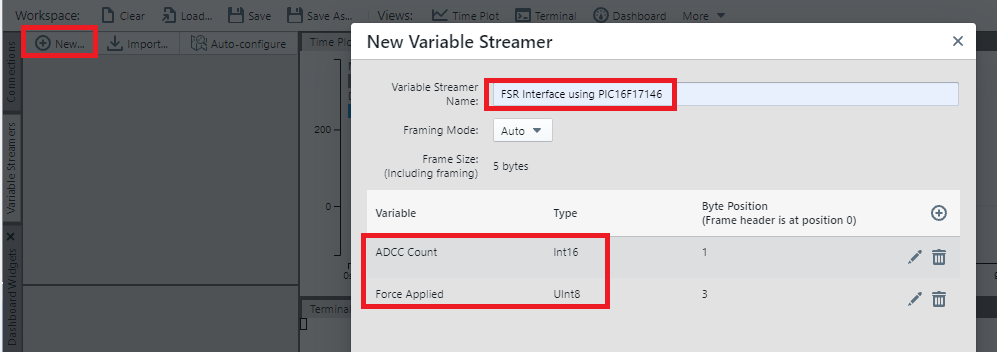 Workspace: Clear Load... Save Save As... Views: Time Plot Terminal Dashboard More
New... Import... Auto-configure Time Plo
Connections
Variable Streamers
Dashboard Widgets
200
0
0s
Terminal
New Variable Streamer
Variable Streamer
Name:
FSR Interface using PIC16F17146
Framing Mode: Auto
Frame Size:
(Including framing)
5 bytes
Variable Type Byte Position
(Frame header is at position 0)
ADCC Count Int16 1
Force Applied UInt8 3